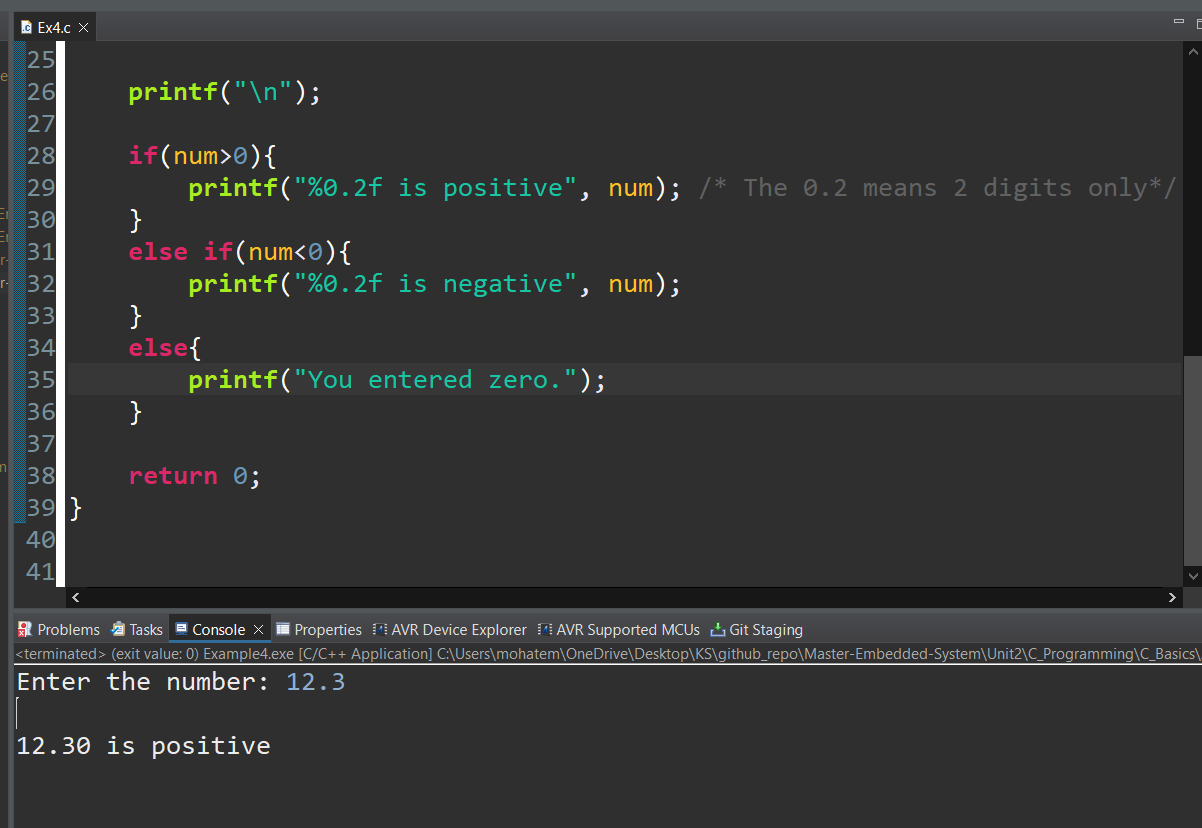 Ex4.c
25
26 printf("\n");
27
28 if(num>0){
29 printf("%0.2f is positive", num); /* The 0.2 means 2 digits only*/
30 }
31 else if(num<0){
32 printf("%0.2f is negative", num);
33 }
34 else{
35 printf("You entered zero.");
36 }
37
38 return 0;
39 }
40
41
Problems Tasks Console Properties AVR Device Explorer AVR Supported MCUs Git Staging
<terminated> (exit value: 0) Example4.exe [C/C++ Application] C:\Users\mohatem\OneDrive\Desktop\KS\github_repo\Master-Embedded-System\Unit2\C_Programming\C_Basics\
Enter the number: 12.3
12.30 is positive